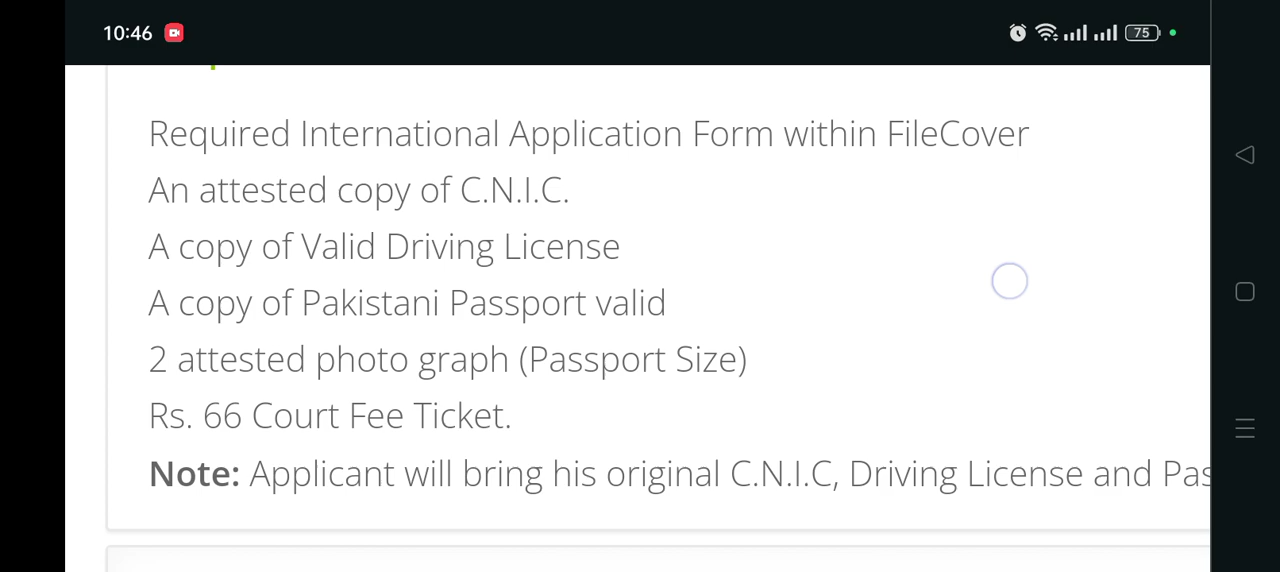 10:46
75
Required International Application Form within FileCover
An attested copy of C.N.I.C.
A copy of Valid Driving License
A copy of Pakistani Passport valid
2 attested photo graph (Passport Size)
Rs. 66 Court Fee Ticket.
Note: Applicant will bring his original C.N.I.C, Driving License and Pas